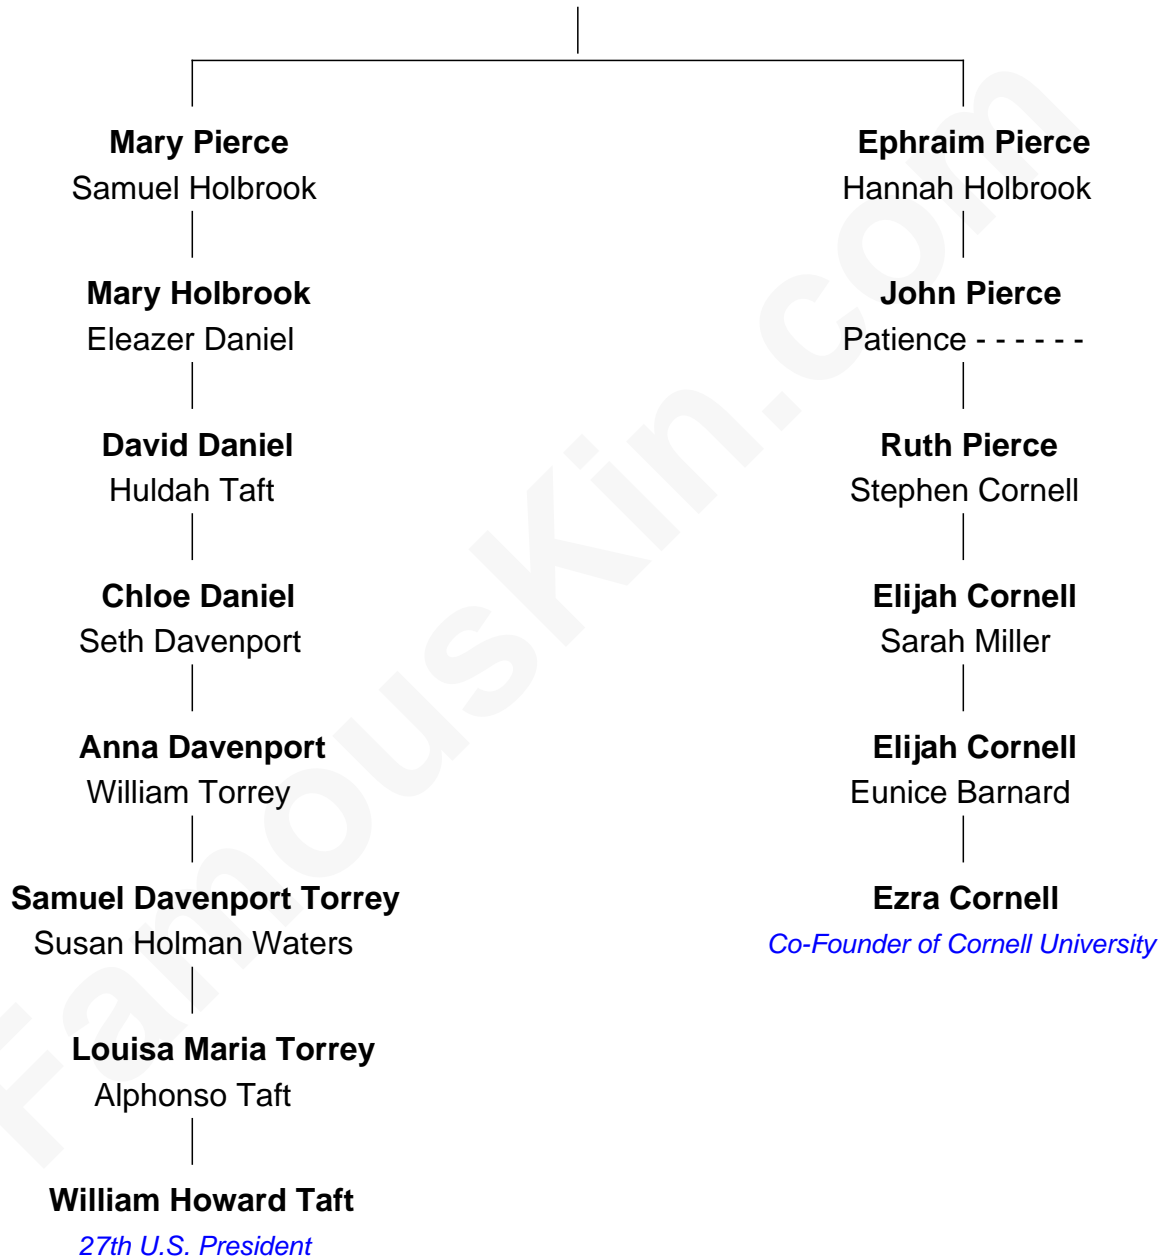 Mary Pierce
Samuel Holbrook
Mary Holbrook
Eleazer Daniel
David Daniel
Huldah Taft
Chloe Daniel
Seth Davenport
Anna Davenport
William Torrey
Samuel Davenport Torrey
Susan Holman Waters
Louisa Maria Torrey
Alphonso Taft
William Howard Taft
27th U.S. President
Ephraim Pierce
Hannah Holbrook
John Pierce
Patience - - - - - -
Ruth Pierce
Stephen Cornell
Elijah Cornell
Sarah Miller
Elijah Cornell
Eunice Barnard
Ezra Cornell
Co-Founder of Cornell University
FamousKin.com